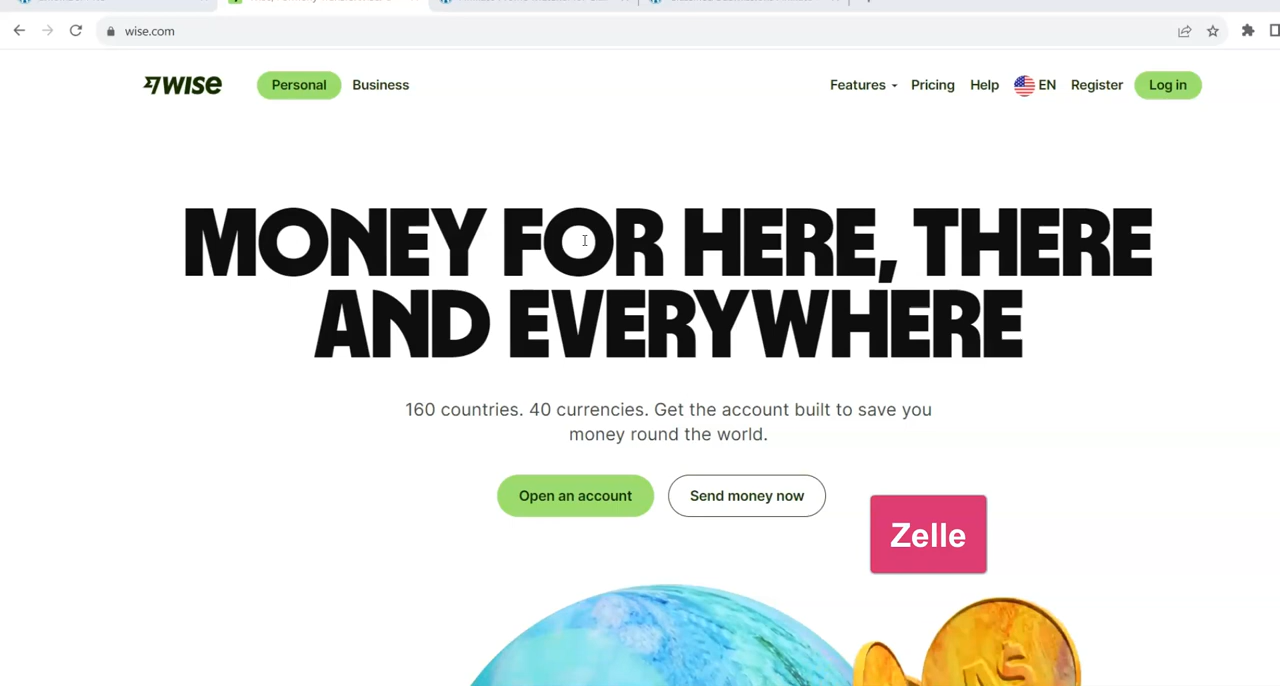 wise.com
WISE
Personal
Business
Features
Pricing
Help
EN
Register
Log in
MONEY FOR HERE, THERE
AND EVERYWHERE
160 countries. 40 currencies. Get the account built to save you
money round the world.
Open an account
Send money now
Zelle